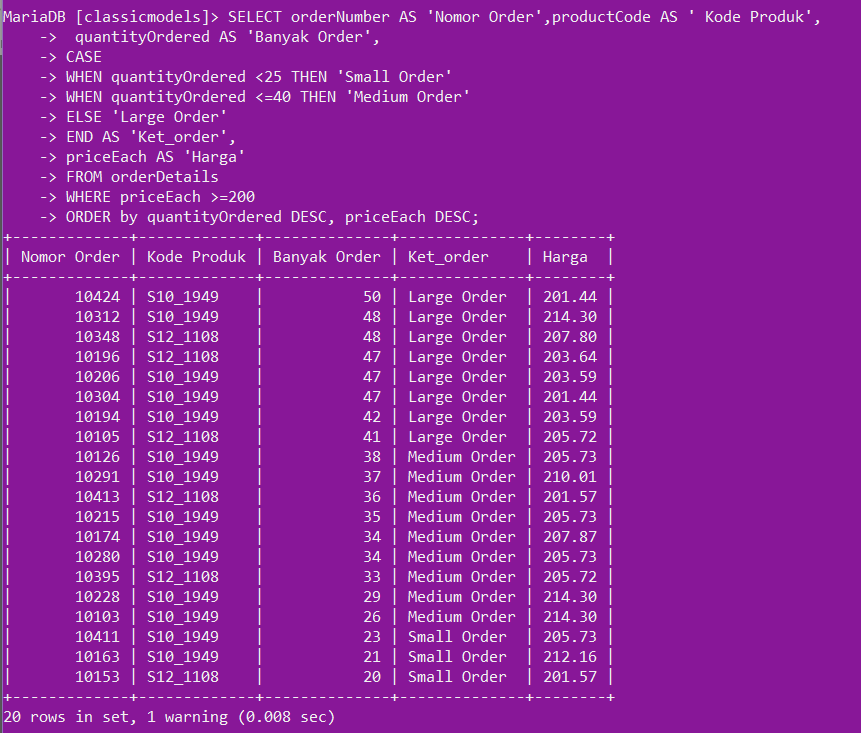 MariaDB [classicmodels]> SELECT orderNumber AS 'Nomor Order',productCode AS ' Kode Produk',
    ->  quantityOrdered AS 'Banyak Order',
    -> CASE
    -> WHEN quantityOrdered <25 THEN 'Small Order'
    -> WHEN quantityOrdered <=40 THEN 'Medium Order'
    -> ELSE 'Large Order'
    -> END AS 'Ket_order',
    -> priceEach AS 'Harga'
    -> FROM orderDetails
    -> WHERE priceEach >=200
    -> ORDER by quantityOrdered DESC, priceEach DESC;
+-------------+-------------+--------------+--------------+--------+
| Nomor Order | Kode Produk | Banyak Order | Ket_order    | Harga  |
+-------------+-------------+--------------+--------------+--------+
|       10424 | S10_1949    |           50 | Large Order  | 201.44 |
|       10312 | S10_1949    |           48 | Large Order  | 214.30 |
|       10348 | S12_1108    |           48 | Large Order  | 207.80 |
|       10196 | S12_1108    |           47 | Large Order  | 203.64 |
|       10206 | S10_1949    |           47 | Large Order  | 203.59 |
|       10304 | S10_1949    |           47 | Large Order  | 201.44 |
|       10194 | S10_1949    |           42 | Large Order  | 203.59 |
|       10105 | S12_1108    |           41 | Large Order  | 205.72 |
|       10126 | S10_1949    |           38 | Medium Order | 205.73 |
|       10291 | S10_1949    |           37 | Medium Order | 210.01 |
|       10413 | S12_1108    |           36 | Medium Order | 201.57 |
|       10215 | S10_1949    |           35 | Medium Order | 205.73 |
|       10174 | S10_1949    |           34 | Medium Order | 207.87 |
|       10280 | S10_1949    |           34 | Medium Order | 205.73 |
|       10395 | S12_1108    |           33 | Medium Order | 205.72 |
|       10228 | S10_1949    |           29 | Medium Order | 214.30 |
|       10103 | S10_1949    |           26 | Medium Order | 214.30 |
|       10411 | S10_1949    |           23 | Small Order  | 205.73 |
|       10163 | S10_1949    |           21 | Small Order  | 212.16 |
|       10153 | S12_1108    |           20 | Small Order  | 201.57 |
+-------------+-------------+--------------+--------------+--------+
20 rows in set, 1 warning (0.008 sec)